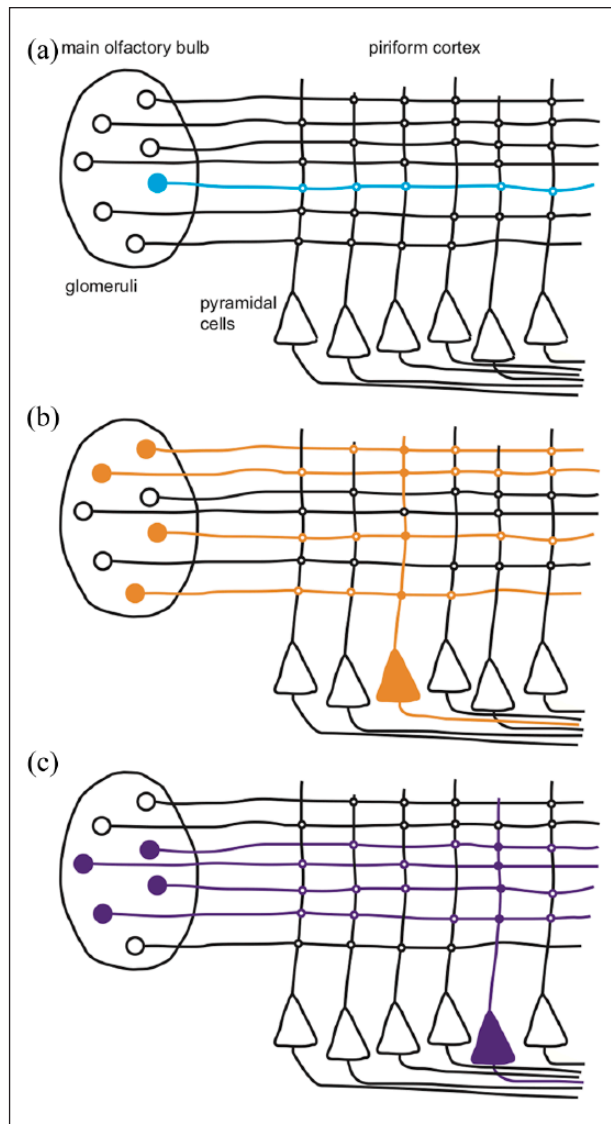 (a)
main olfactory bulb
piriform cortex
glomeruli
pyramidal
cells
(b)
(c)